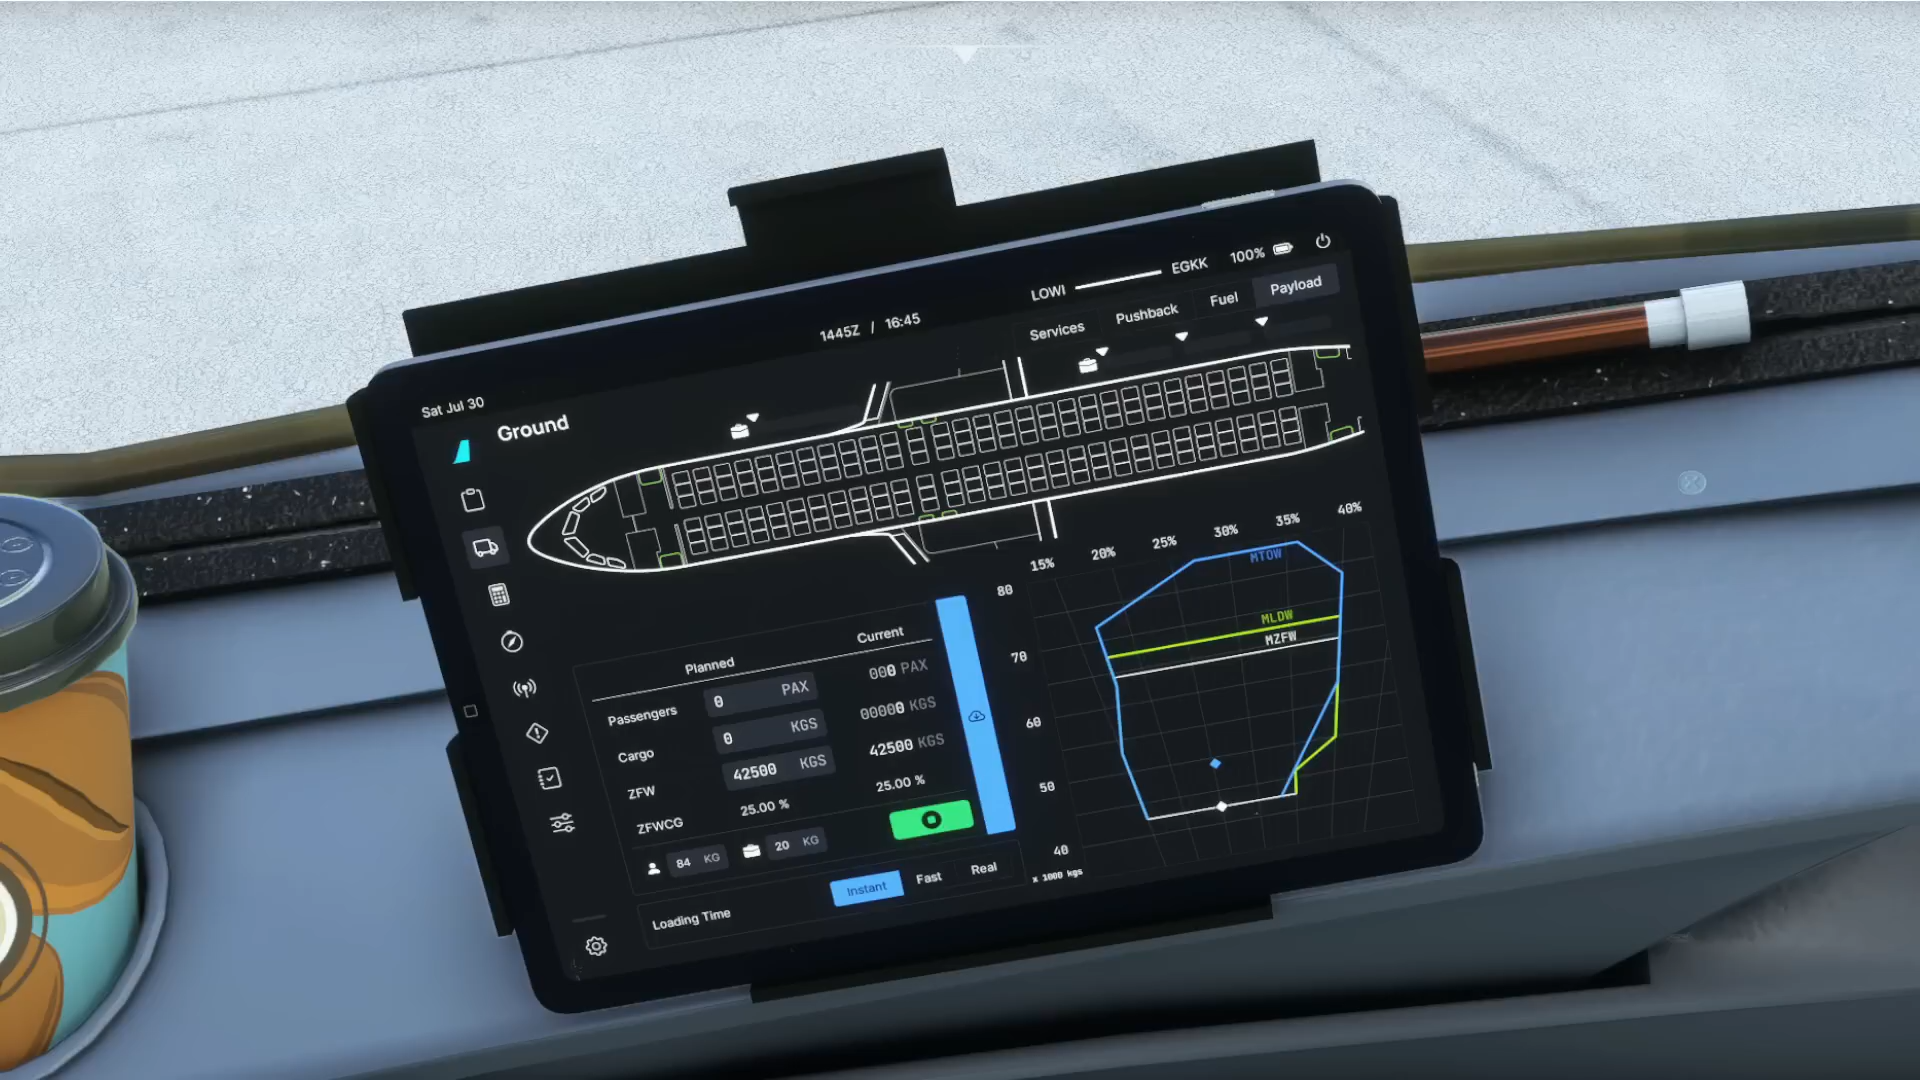 Sat Jul 30
1445Z / 16:45
LOWI
EGKK
100%
Ground
Services
Pushback
Fuel
Payload
Planned
Current
Passengers
0 PAX
000 PAX
Cargo
0 KGS
00000 KGS
ZFW
42500 KGS
42500 KGS
ZFWCG
25.00 %
25.00 %
84 KG
20 KG
Loading Time
Instant
Fast
Real
15%
20%
25%
30%
35%
40%
80
70
60
50
40
x 1000 kgs
MTOW
MLDW
MZFW